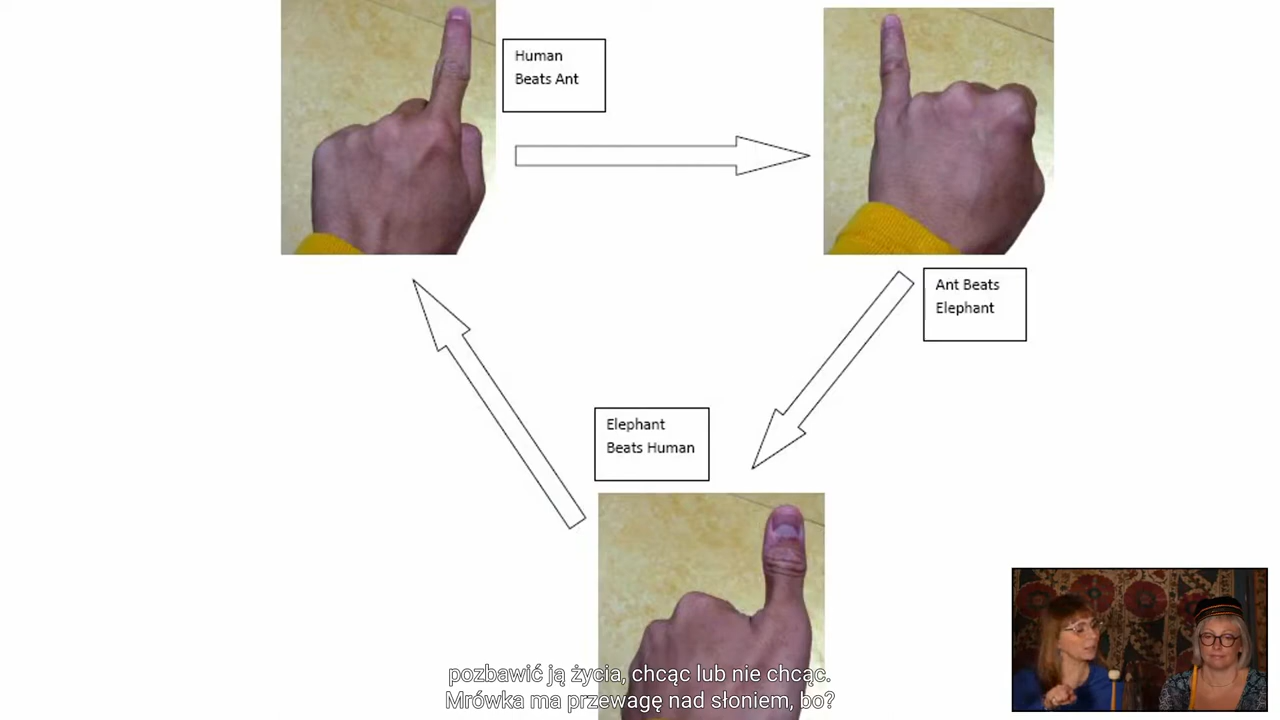 Human
Beats Ant
Ant Beats
Elephant
Elephant
Beats Human
pozbawić ją życia, chcąc lub nie chcąc.
Mrówka ma przewagę nad słoniem, bo?